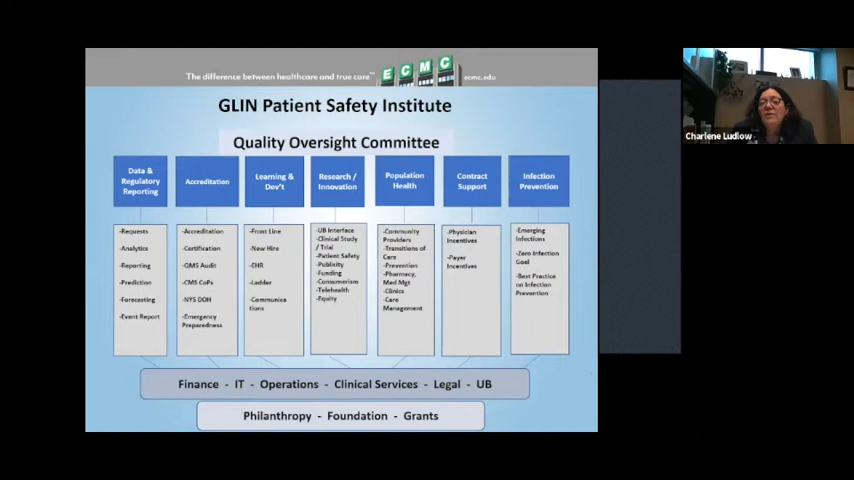 The difference between healthcare and true care™
ECMC
ecmc.edu
GLIN Patient Safety Institute
Quality Oversight Committee
Data &
Regulatory
Reporting
-Requests
-Analytics
-Reporting
-Prediction
-Forecasting
-Event Report
Accreditation
-Accreditation
-Certification
-QMS Audit
-CMS CoPs
-NYS DOH
-Emergency
Preparedness
Learning &
Dev't
-Front Line
-New Hire
-EHR
-Ladder
-Communica
tions
Research /
Innovation
-UB Interface
-Clinical Study
/ Trial
-Patient Safety
-Publicity
-Funding
-Consumerism
-Telehealth
-Equity
Population
Health
-Community
Providers
-Transitions of
Care
-Prevention
-Pharmacy,
Med Mgt
-Clinics
-Care
Management
Contract
Support
-Physician
Incentives
-Payer
Incentives
Infection
Prevention
-Emerging
Infections
-Zero Infection
Goal
-Best Practice
on Infection
Prevention
Finance - IT - Operations - Clinical Services - Legal - UB
Philanthropy - Foundation - Grants
Charlene Ludlow